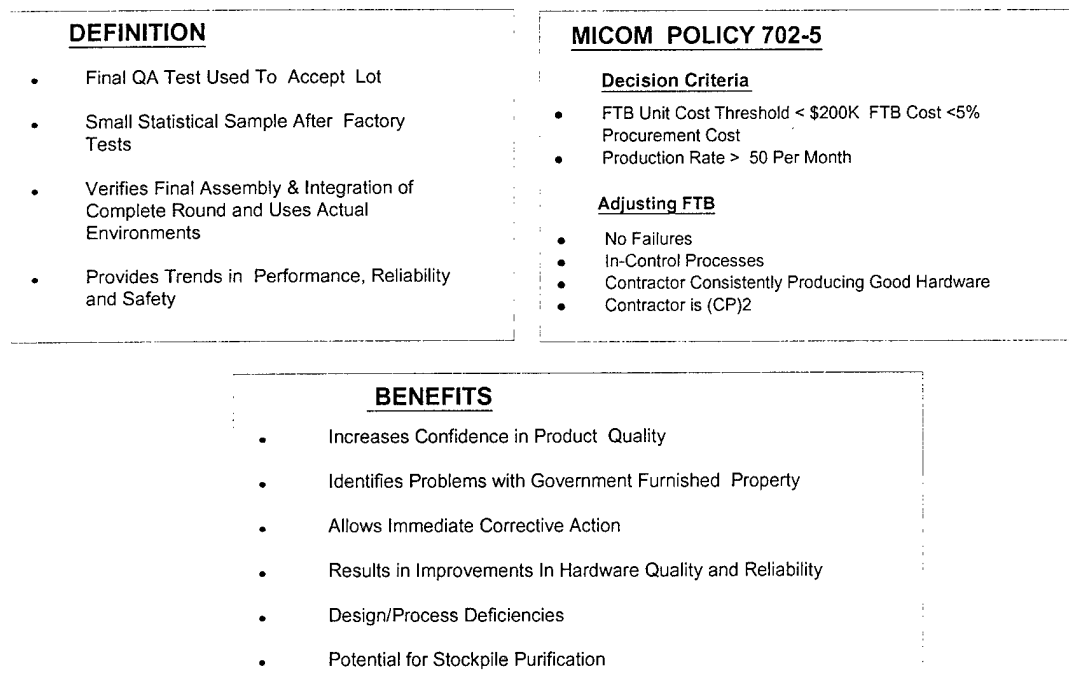 DEFINITION
• Final QA Test Used To Accept Lot
• Small Statistical Sample After Factory
Tests
• Verifies Final Assembly & Integration of
Complete Round and Uses Actual
Environments
• Provides Trends in Performance, Reliability
and Safety
MICOM POLICY 702-5
Decision Criteria
• FTB Unit Cost Threshold < $200K FTB Cost <5%
Procurement Cost
• Production Rate > 50 Per Month
Adjusting FTB
• No Failures
• In-Control Processes
• Contractor Consistently Producing Good Hardware
• Contractor is (CP)2
BENEFITS
• Increases Confidence in Product Quality
• Identifies Problems with Government Furnished Property
• Allows Immediate Corrective Action
• Results in Improvements In Hardware Quality and Reliability
• Design/Process Deficiencies
• Potential for Stockpile Purification